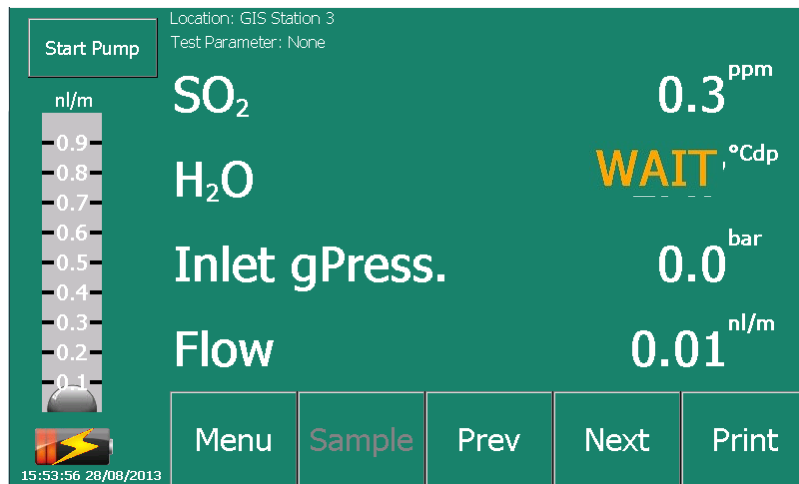 Location: GIS Station 3
Test Parameter: None
Start Pump
nl/m
0.9
0.8
0.7
0.6
0.5
0.4
0.3
0.2
0.1
SO₂ 0.3 ppm
H₂O WAIT °Cdp
Inlet gPress. 0.0 bar
Flow 0.01 nl/m
Menu Sample Prev Next Print
15:53:56 28/08/2013